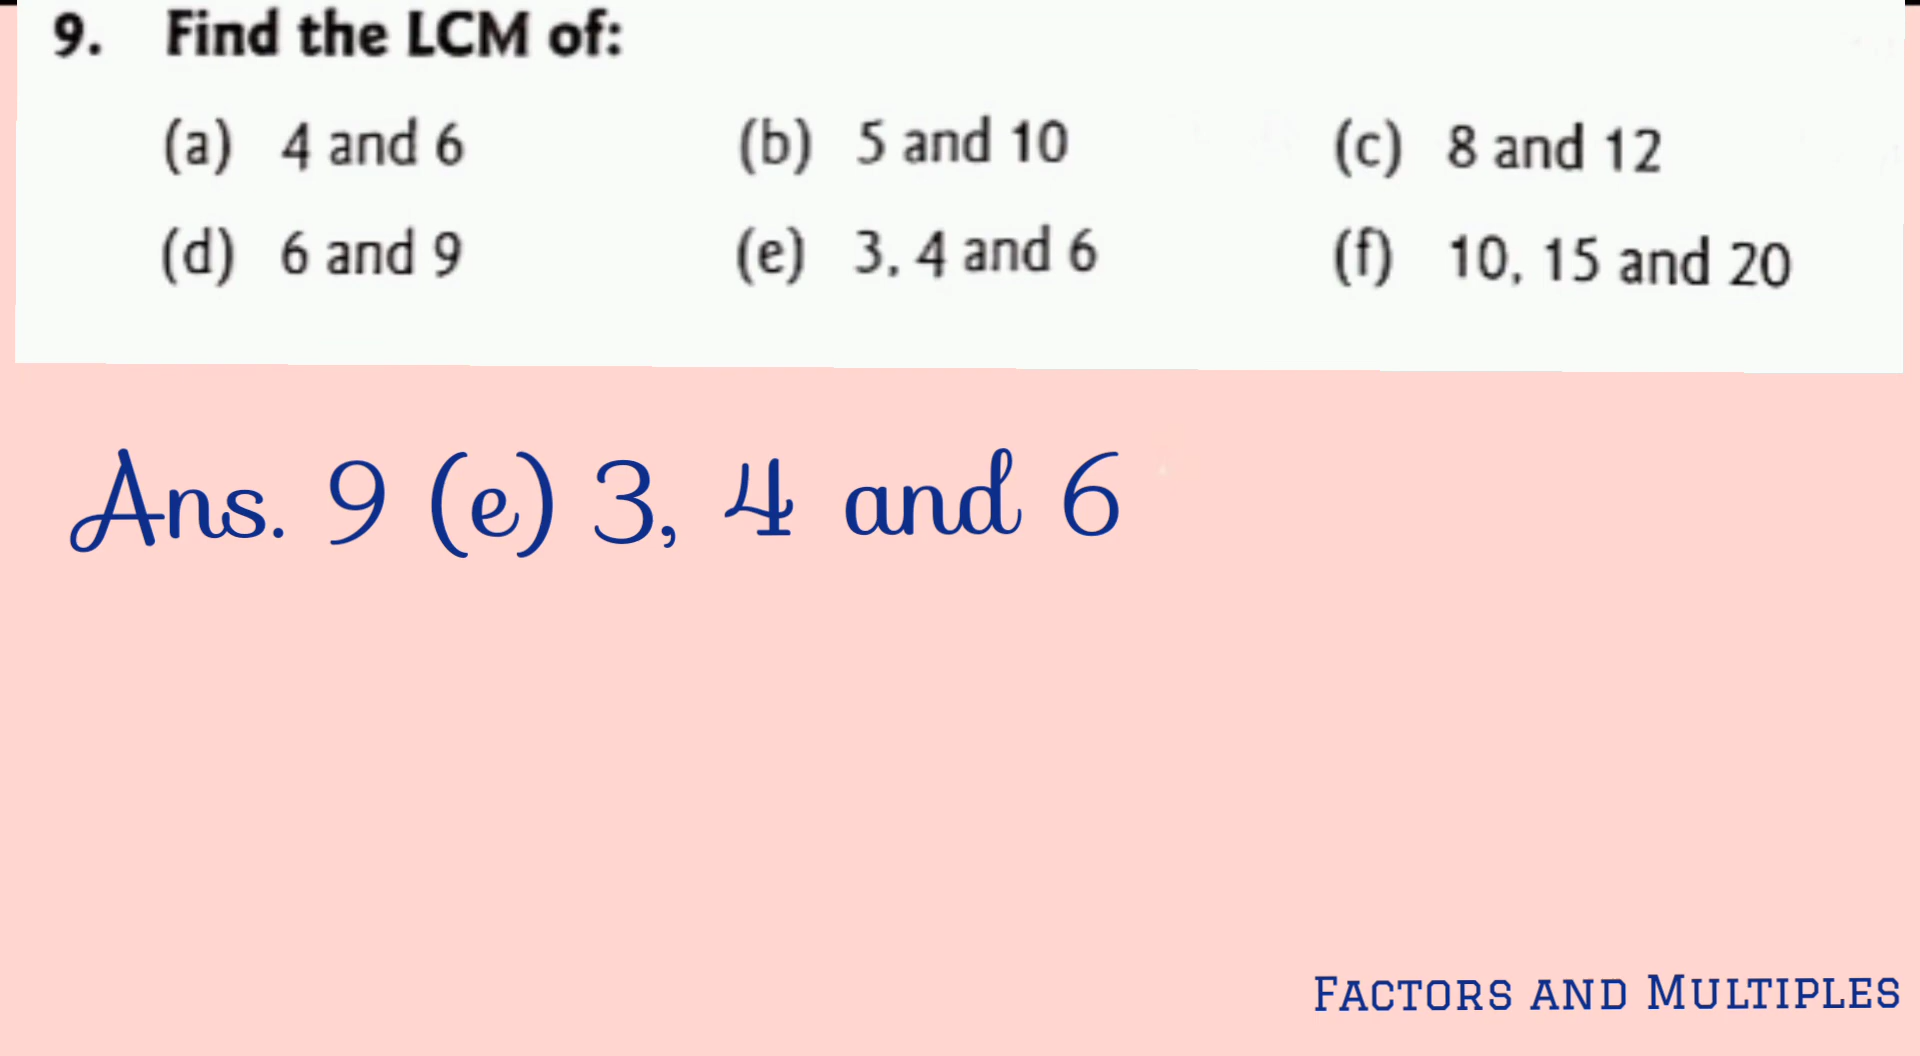 9. Find the LCM of:
(a) 4 and 6 (b) 5 and 10 (c) 8 and 12
(d) 6 and 9 (e) 3, 4 and 6 (f) 10, 15 and 20
Ans. 9 (e) 3, 4 and 6
Factors and Multiples